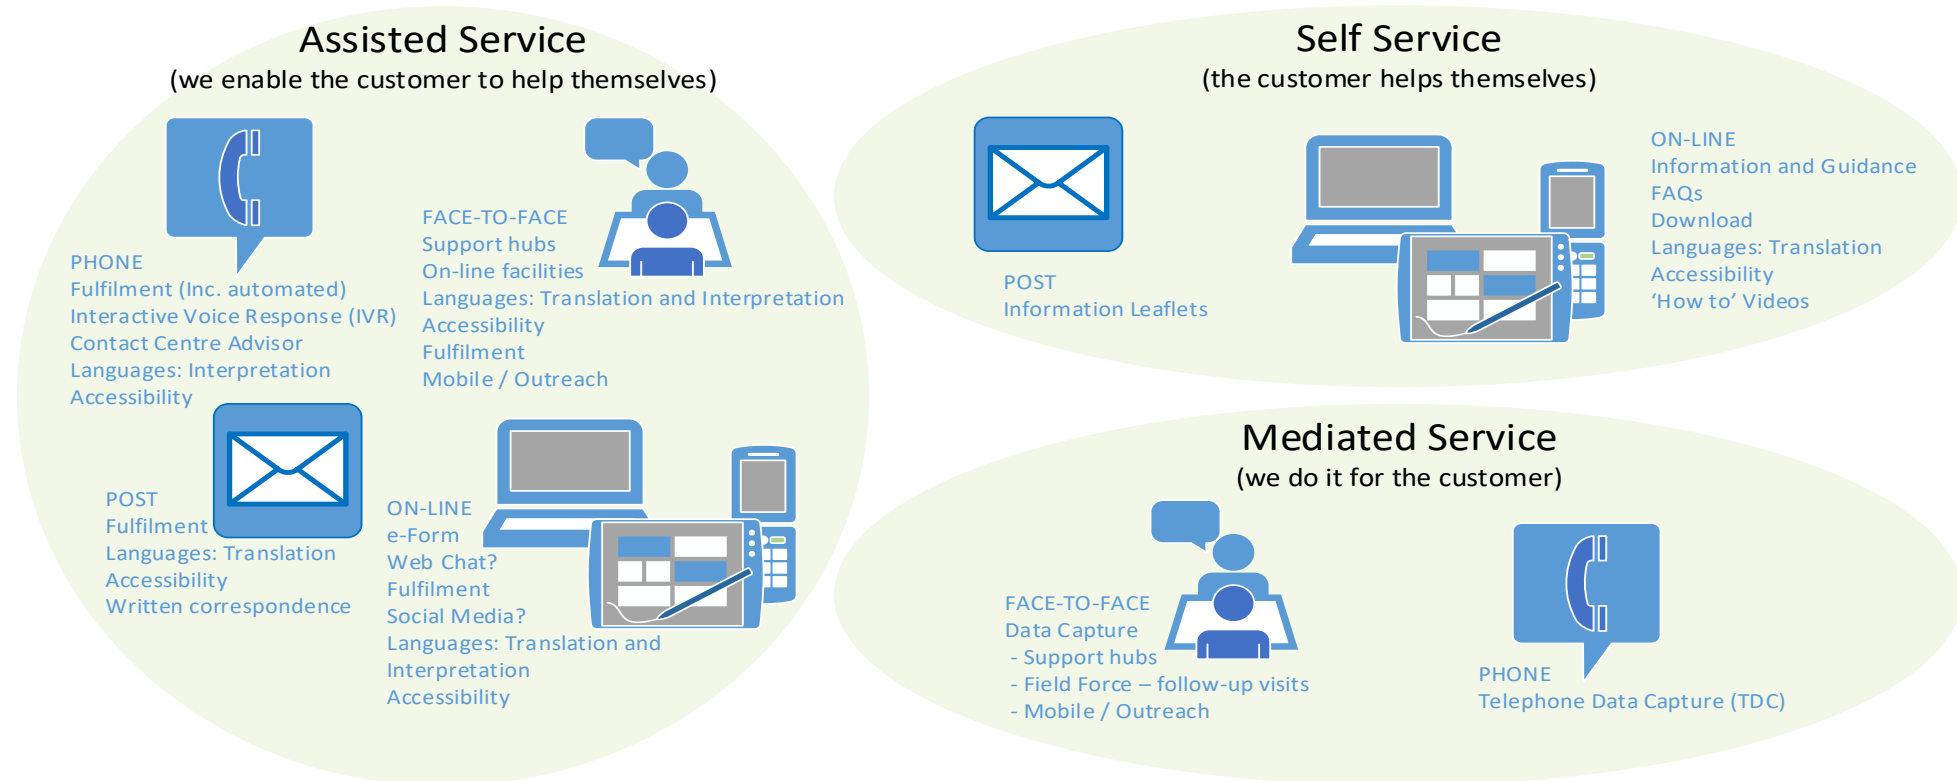 Assisted Service
(we enable the customer to help themselves)
PHONE
Fulfilment (Inc. automated)
Interactive Voice Response (IVR)
Contact Centre Advisor
Languages: Interpretation
Accessibility
FACE-TO-FACE
Support hubs
On-line facilities
Languages: Translation and Interpretation
Accessibility
Fulfilment
Mobile / Outreach
POST
Fulfilment
Languages: Translation
Accessibility
Written correspondence
ON-LINE
e-Form
Web Chat?
Fulfilment
Social Media?
Languages: Translation and
Interpretation
Accessibility
Self Service
(the customer helps themselves)
POST
Information Leaflets
ON-LINE
Information and Guidance
FAQs
Download
Languages: Translation
Accessibility
‘How to’ Videos
Mediated Service
(we do it for the customer)
FACE-TO-FACE
Data Capture
- Support hubs
- Field Force – follow-up visits
- Mobile / Outreach
PHONE
Telephone Data Capture (TDC)